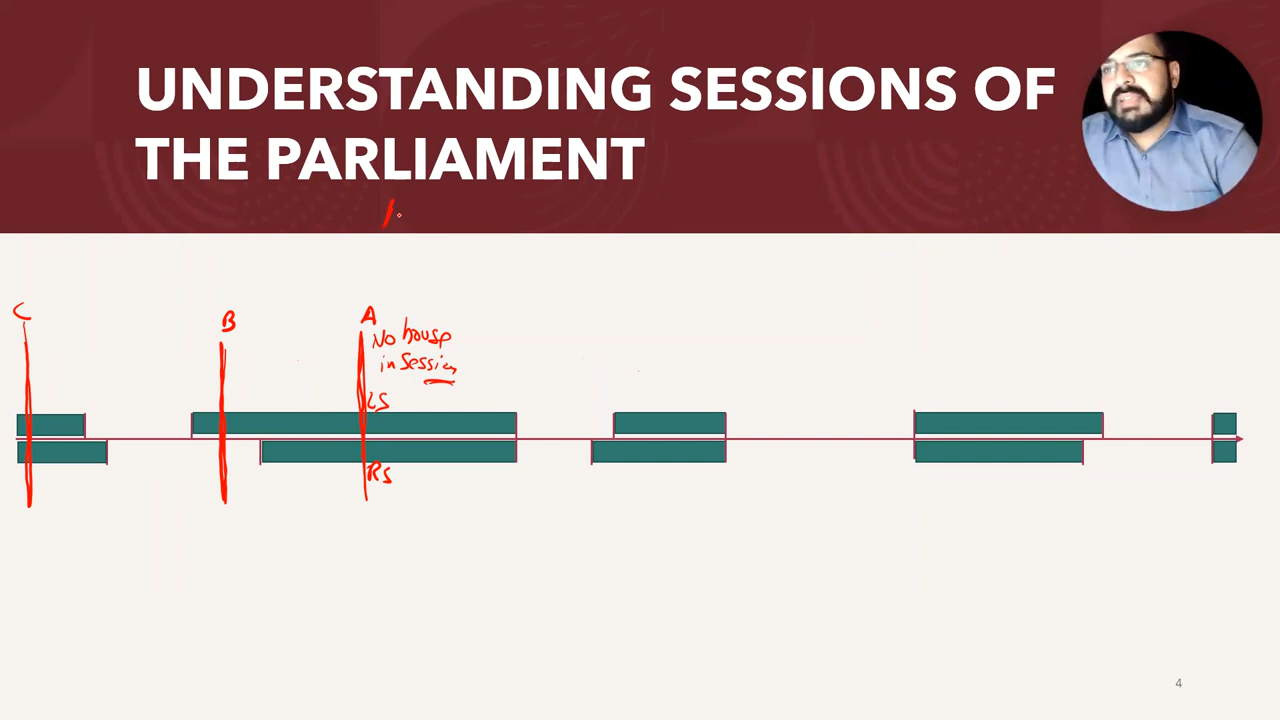 UNDERSTANDING SESSIONS OF
THE PARLIAMENT
C
B
A
No house
in Session
LS
RS
4